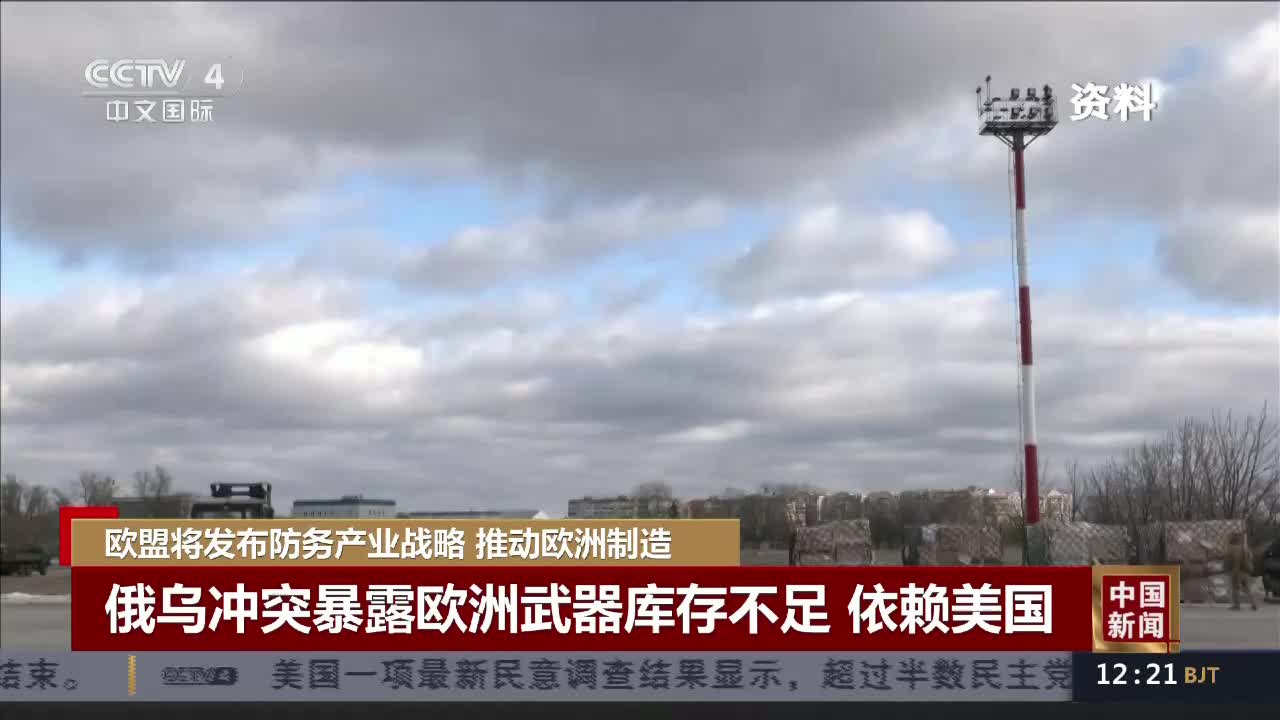 CCTV 4
中文国际
资料
欧盟将发布防务产业战略 推动欧洲制造
俄乌冲突暴露欧洲武器库存不足 依赖美国
中国
新闻
结束。 CCTV 4 美国一项最新民意调查结果显示，超过半数民主党
12:21 BJT